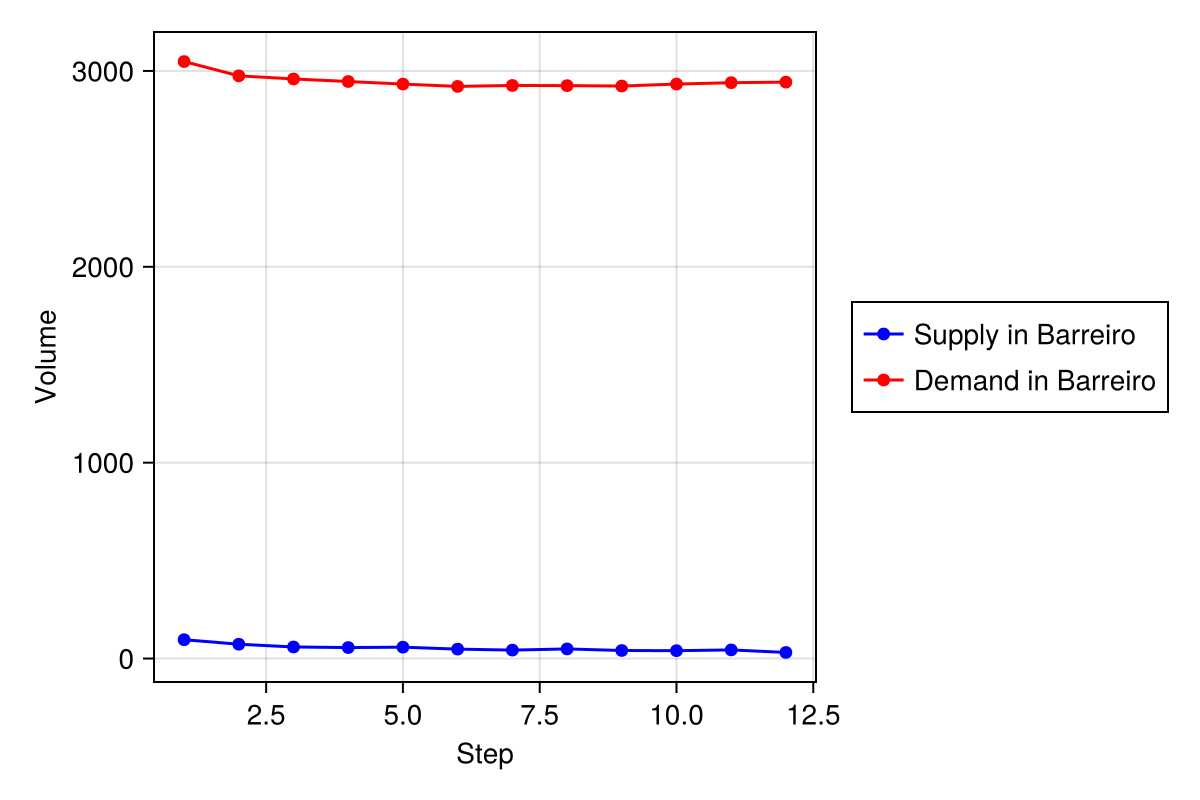 3000
2000
1000
0
Volume
2.5 5.0 7.5 10.0 12.5
Step
Supply in Barreiro
Demand in Barreiro